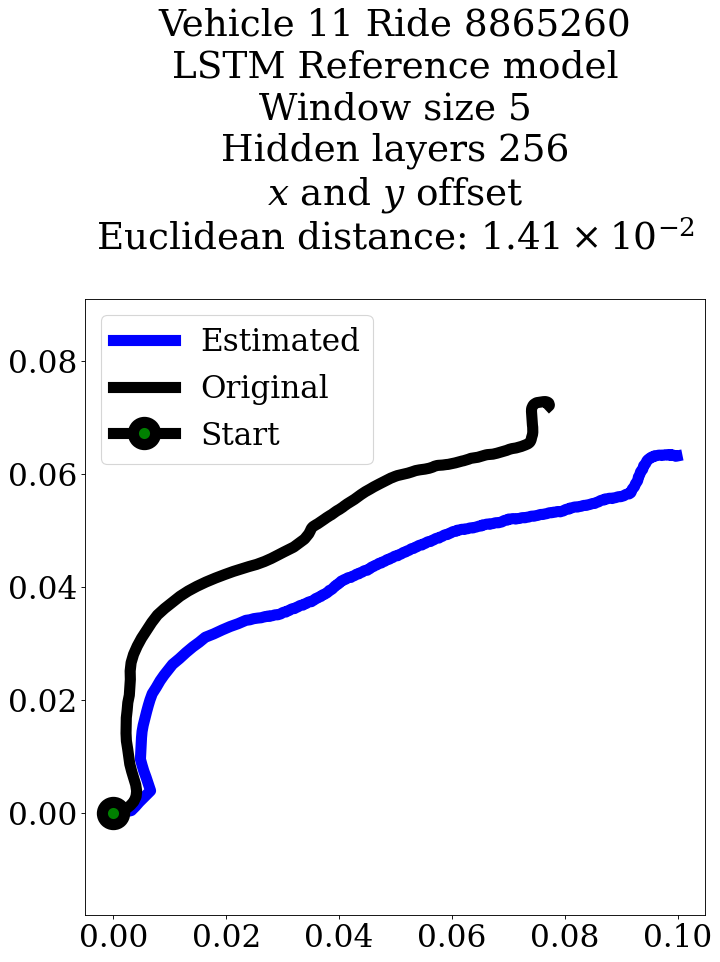 Vehicle 11 Ride 8865260
LSTM Reference model
Window size 5
Hidden layers 256
x and y offset
Euclidean distance: 1.41 × 10⁻²
Estimated
Original
Start
0.08
0.06
0.04
0.02
0.00
0.00 0.02 0.04 0.06 0.08 0.10